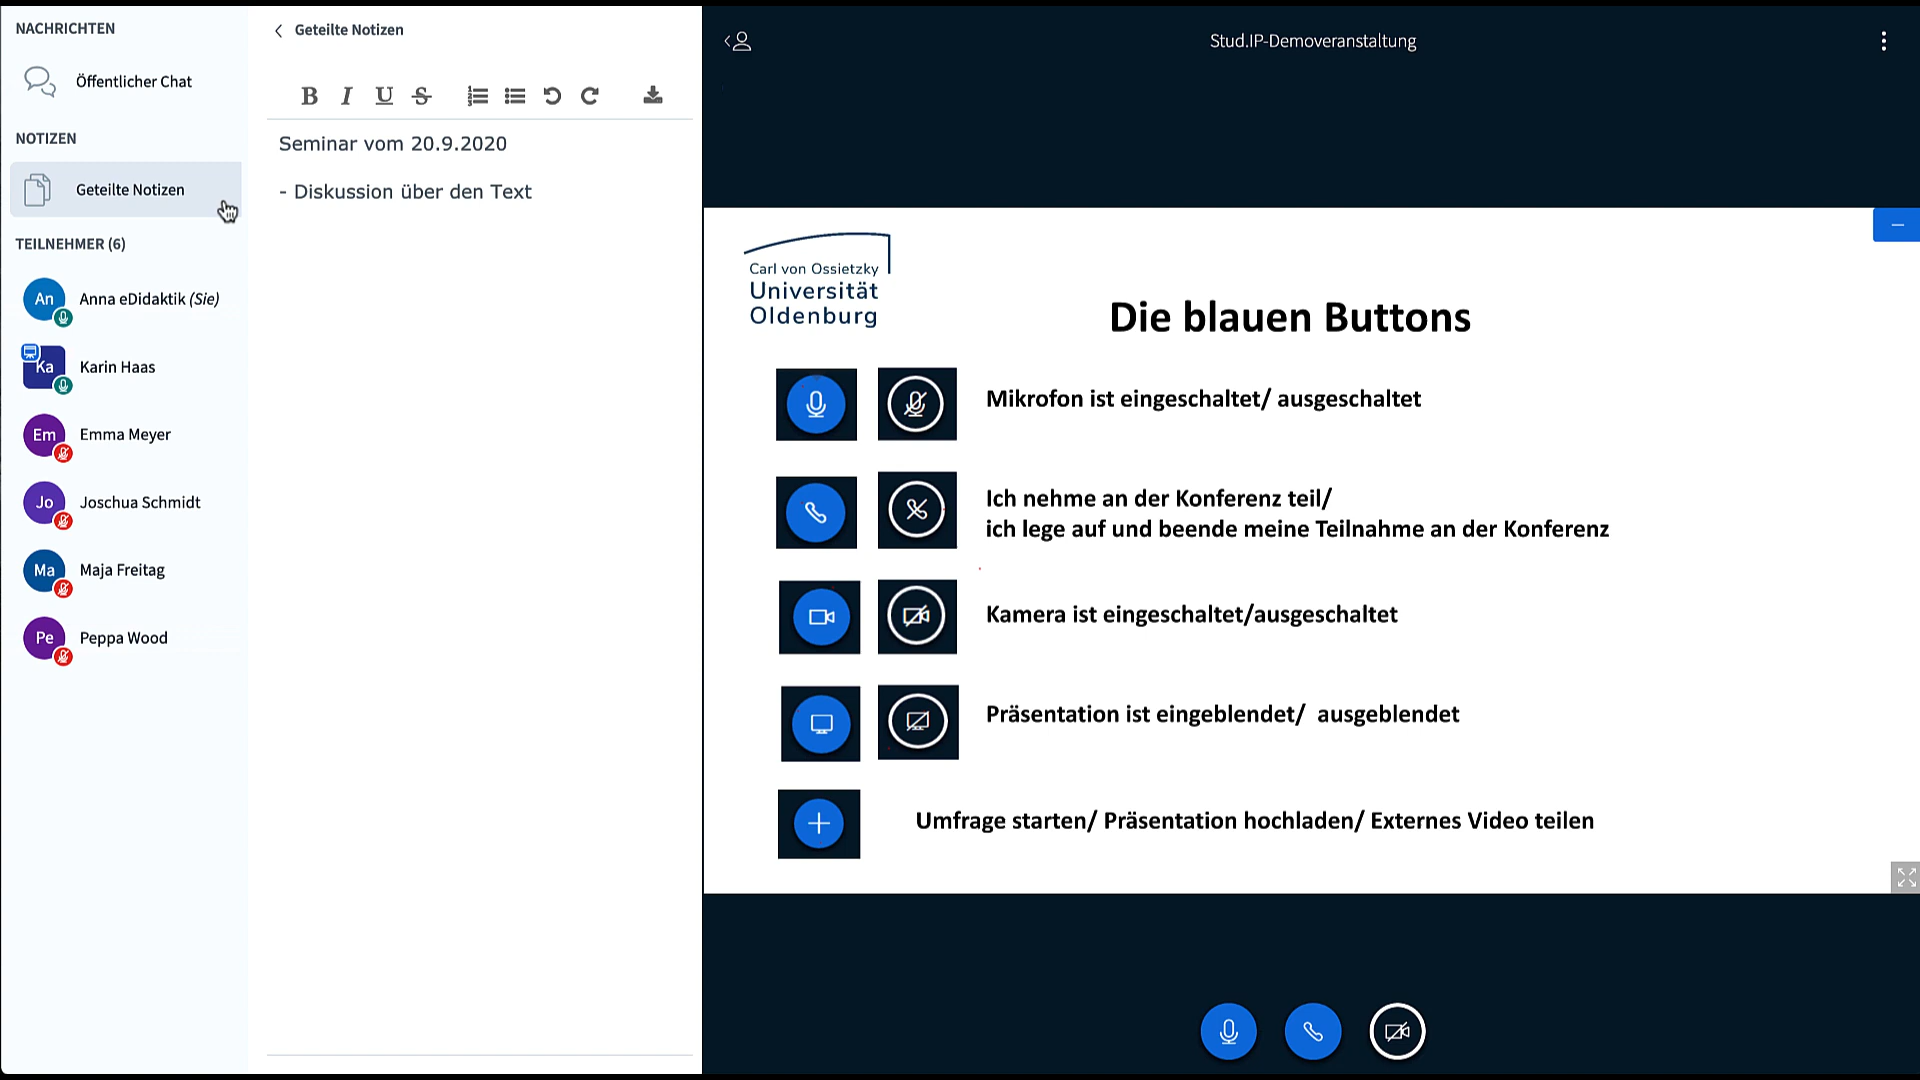 NACHRICHTEN
Öffentlicher Chat
NOTIZEN
Geteilte Notizen
TEILNEHMER (6)
An
Anna eDidaktik (Sie)
Ka
Karin Haas
Em
Emma Meyer
Jo
Joschua Schmidt
Ma
Maja Freitag
Pe
Peppa Wood
Geteilte Notizen
B I U S
Seminar vom 20.9.2020
- Diskussion über den Text
Stud.IP-Demoveranstaltung
Carl von Ossietzky
Universität
Oldenburg
Die blauen Buttons
Mikrofon ist eingeschaltet/ ausgeschaltet
Ich nehme an der Konferenz teil/
ich lege auf und beende meine Teilnahme an der Konferenz
Kamera ist eingeschaltet/ausgeschaltet
Präsentation ist eingeblendet/ ausgeblendet
Umfrage starten/ Präsentation hochladen/ Externes Video teilen